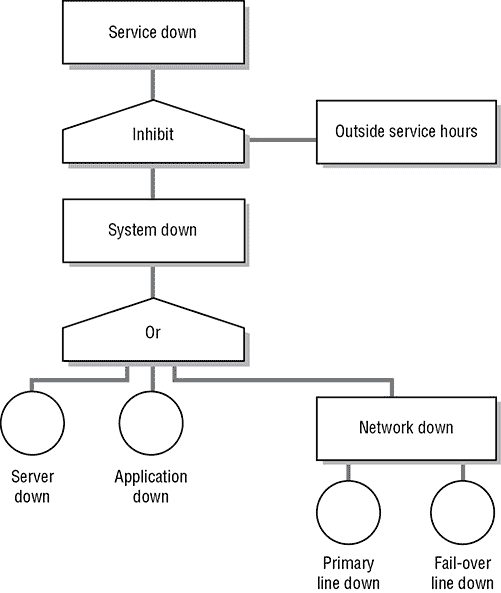 Service down
Inhibit
Outside service hours
System down
Or
Network down
Server
down
Application
down
Primary
line down
Fail-over
line down